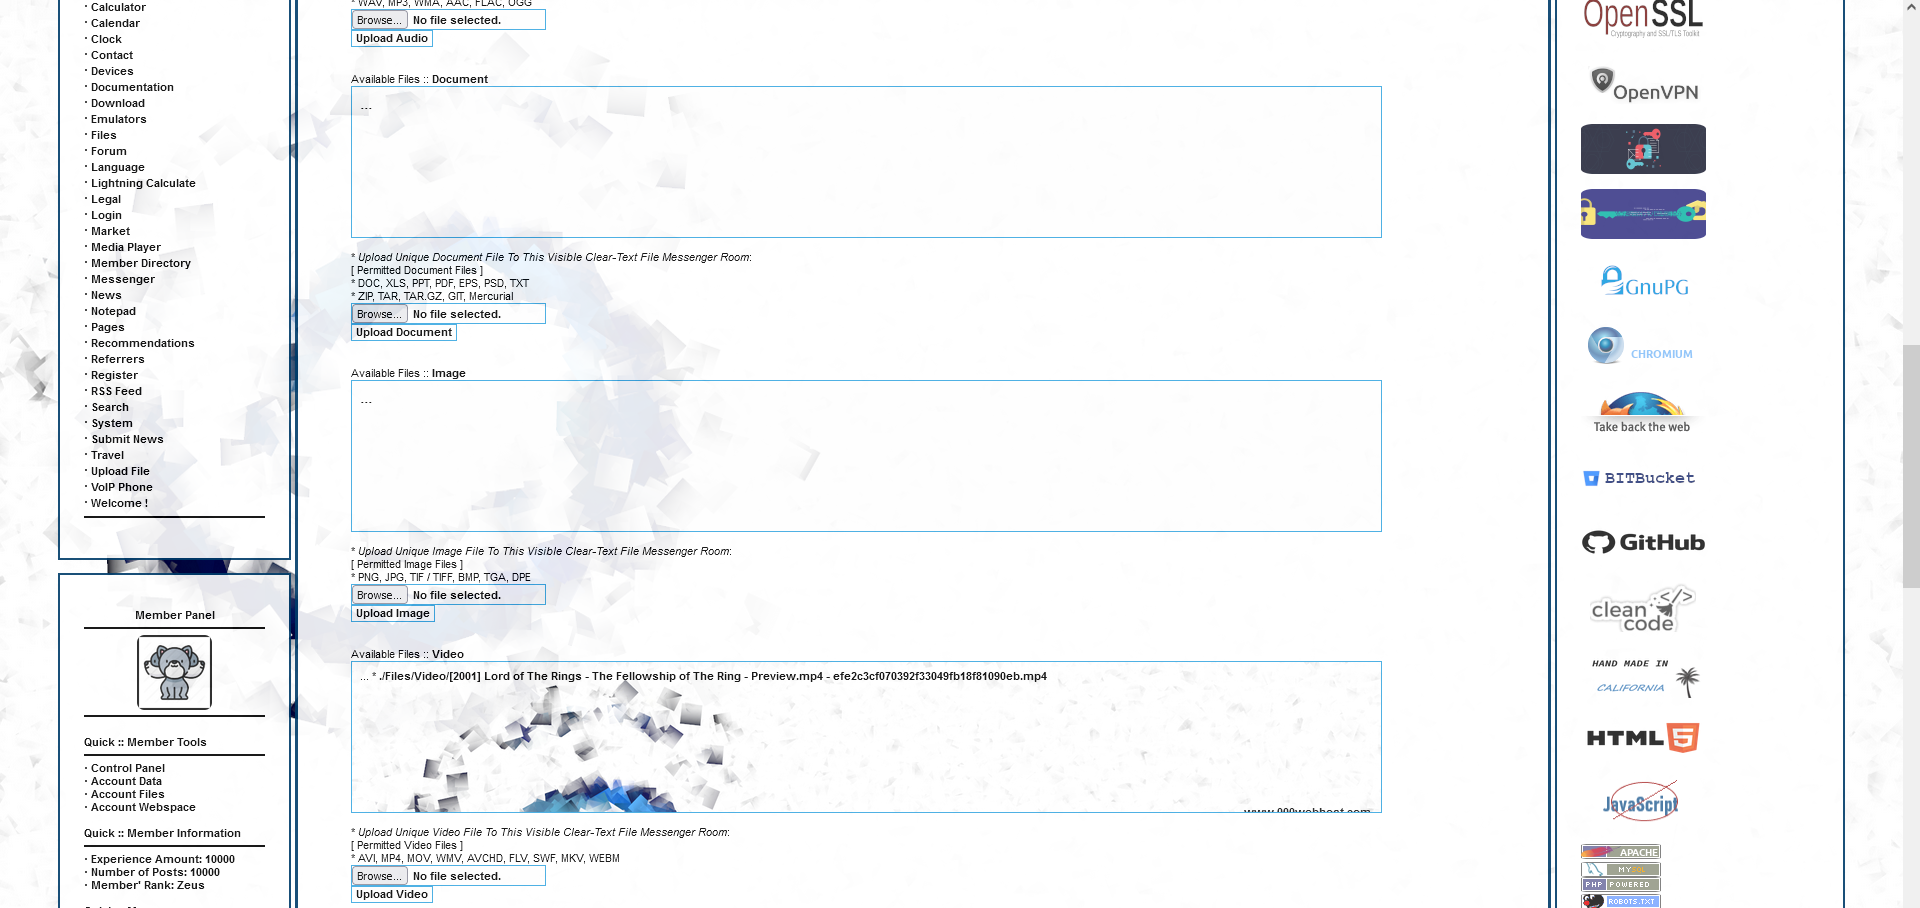 · Calculator
· Calendar
· Clock
· Contact
· Devices
· Documentation
· Download
· Emulators
· Files
· Forum
· Language
· Lightning Calculate
· Legal
· Login
· Market
· Media Player
· Member Directory
· Messenger
· News
· Notepad
· Pages
· Recommendations
· Referrers
· Register
· RSS Feed
· Search
· System
· Submit News
· Travel
· Upload File
· VoIP Phone
· Welcome !
Member Panel
Quick :: Member Tools
· Control Panel
· Account Data
· Account Files
· Account Webspace
Quick :: Member Information
· Experience Amount: 10000
· Number of Posts: 10000
· Member' Rank: Zeus
* WAV, MP3, WMA, AAC, FLAC, OGG
Browse... No file selected.
Upload Audio
Available Files :: Document
...
* Upload Unique Document File To This Visible Clear-Text File Messenger Room:
[ Permitted Document Files ]
* DOC, XLS, PPT, PDF, EPS, PSD, TXT
* ZIP, TAR, TAR.GZ, GIT, Mercurial
Browse... No file selected.
Upload Document
Available Files :: Image
...
* Upload Unique Image File To This Visible Clear-Text File Messenger Room:
[ Permitted Image Files ]
* PNG, JPG, TIF / TIFF, BMP, TGA, DPE
Browse... No file selected.
Upload Image
Available Files :: Video
... * ./Files/Video/[2001] Lord of The Rings - The Fellowship of The Ring - Preview.mp4 - efe2c3cf070392f33049fb18f81090eb.mp4
www.000webhost.com
* Upload Unique Video File To This Visible Clear-Text File Messenger Room:
[ Permitted Video Files ]
* AVI, MP4, MOV, WMV, AVCHD, FLV, SWF, MKV, WEBM
Browse... No file selected.
Upload Video
OpenSSL
Cryptography and SSL/TLS Toolkit
OpenVPN
GnuPG
CHROMIUM
Take back the web
BITBucket
GitHub
</>
clean
code
HAND MADE IN
CALIFORNIA
HTML 5
JavaScript
APACHE
MYSQL
PHP POWERED
ROBOTS.TXT